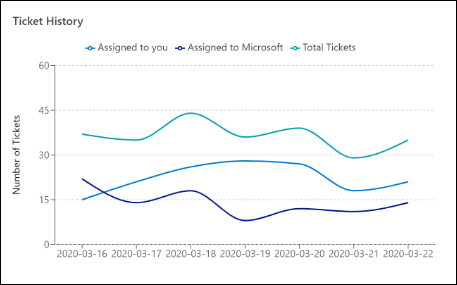 Ticket History
Assigned to you Assigned to Microsoft Total Tickets
60
45
30
15
0
Number of Tickets
2020-03-16 2020-03-17 2020-03-18 2020-03-19 2020-03-20 2020-03-21 2020-03-22